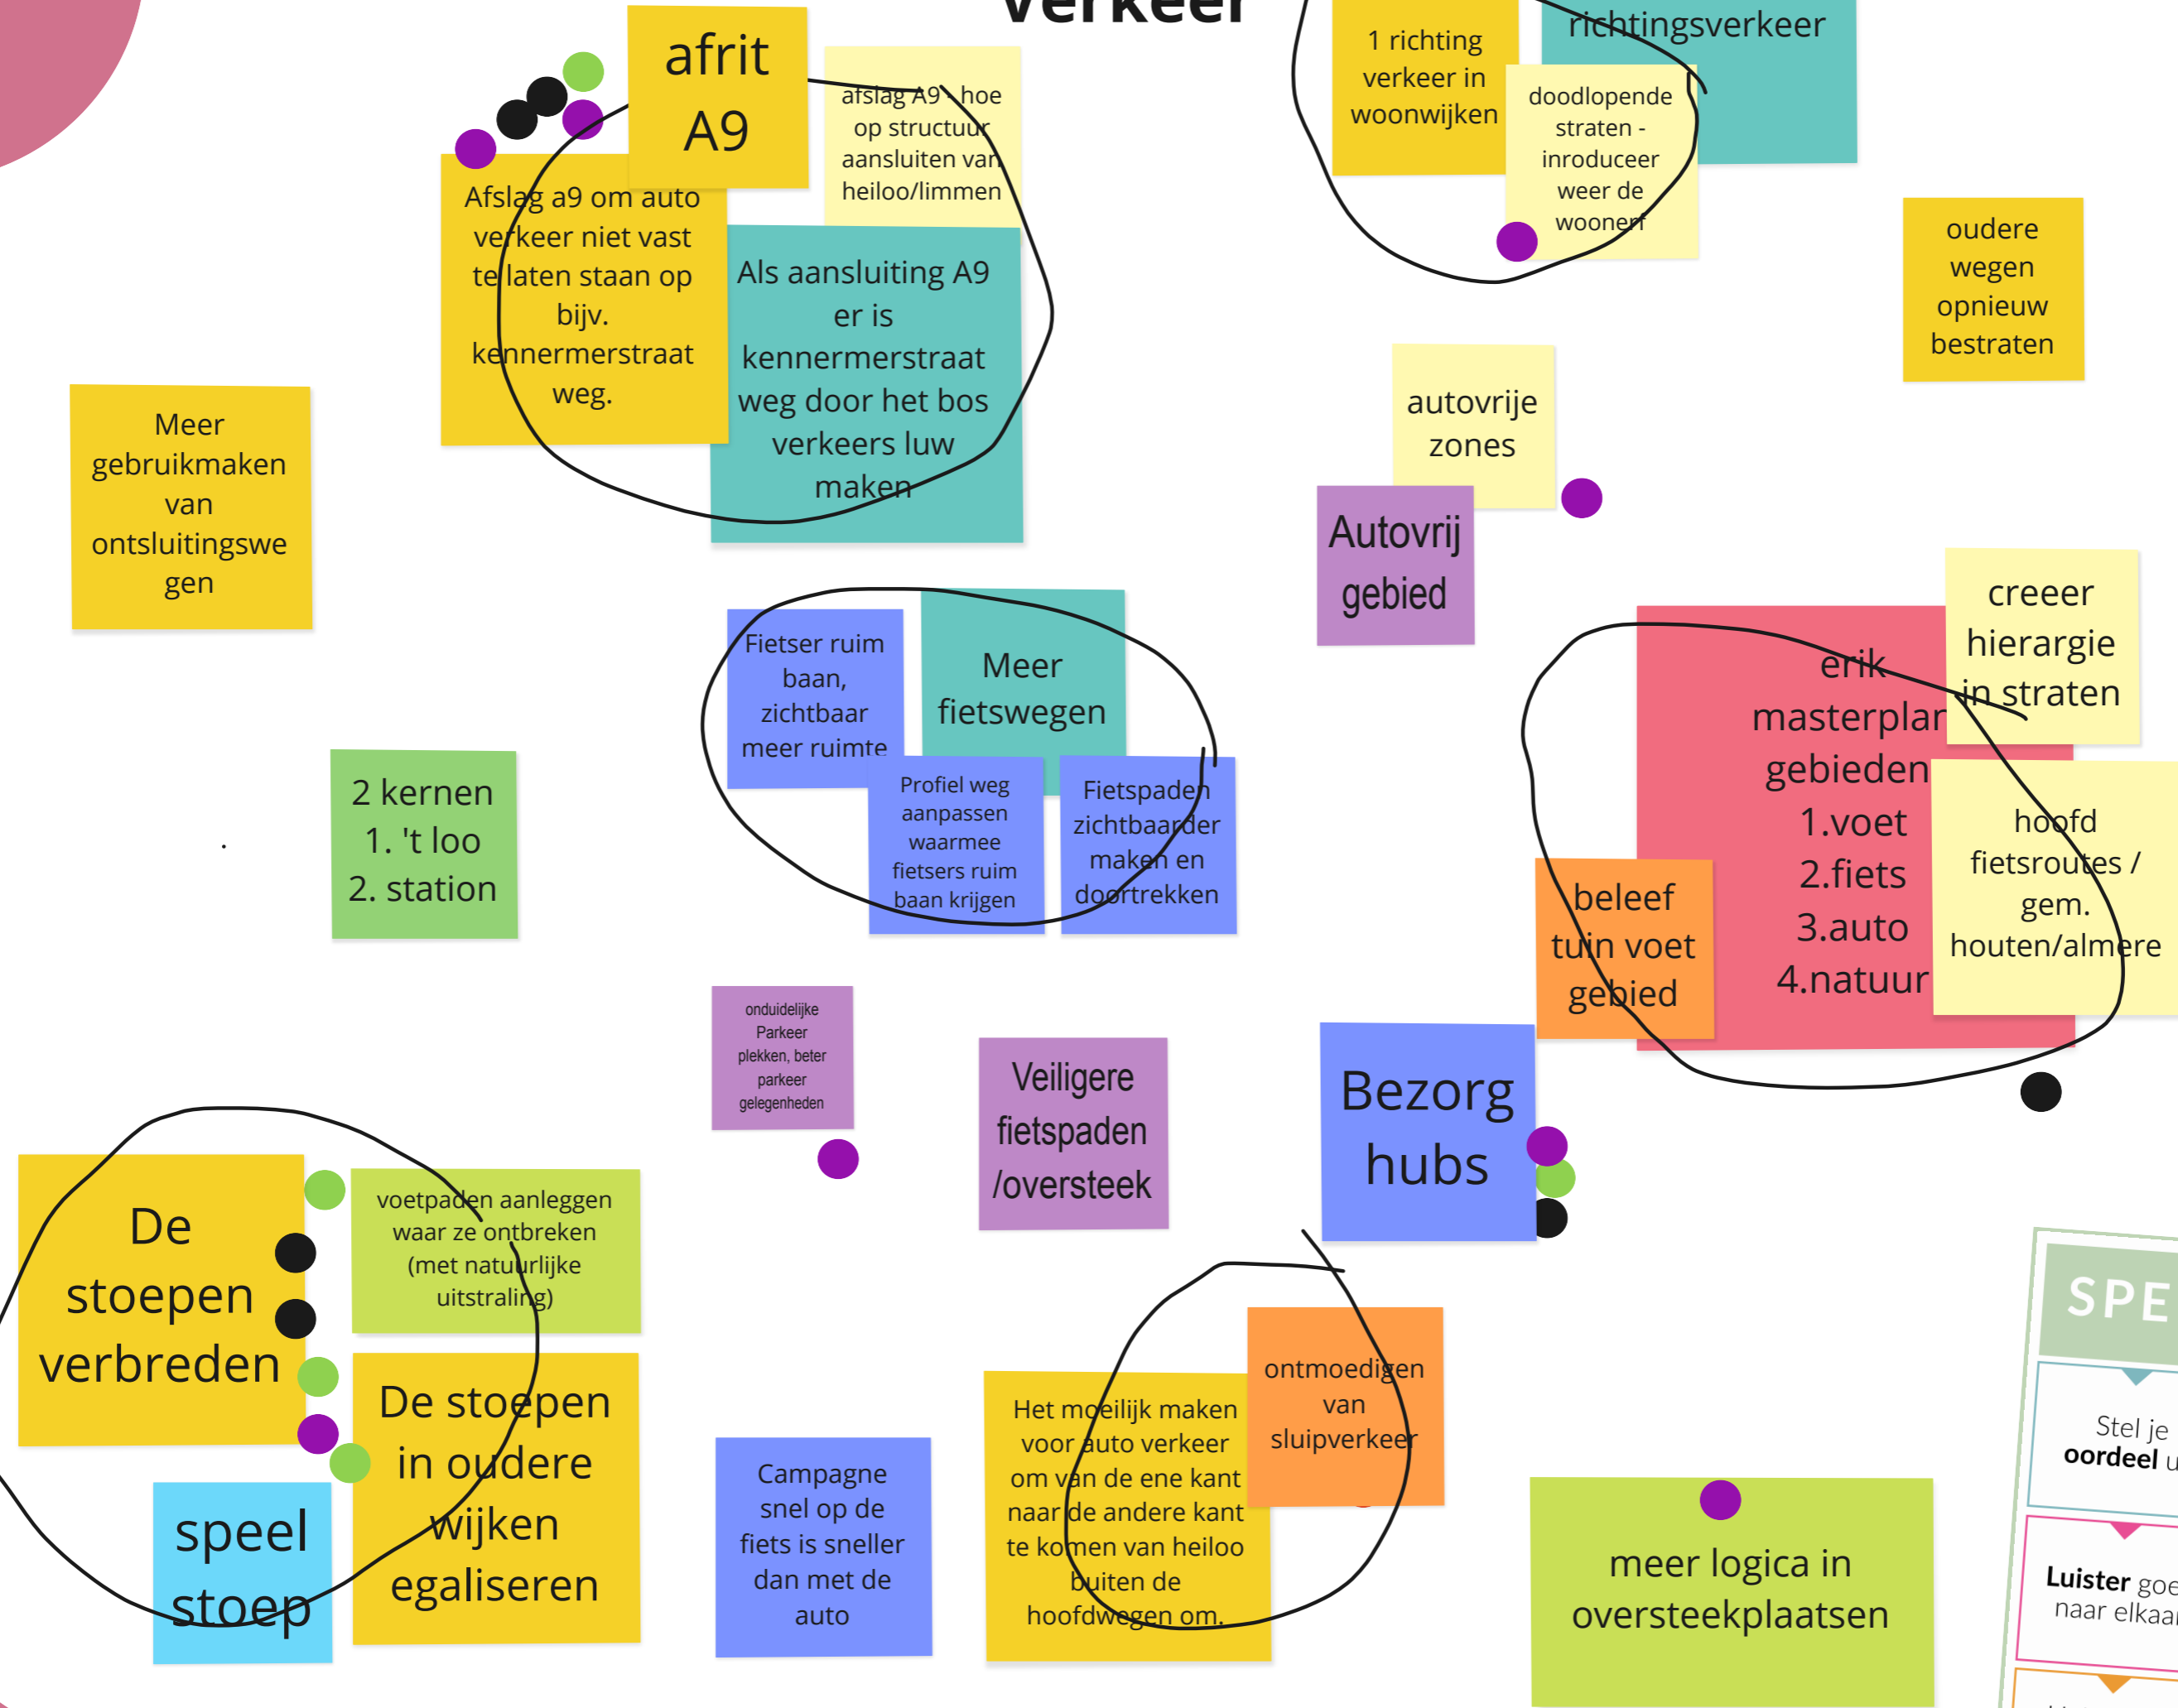 Verkeer
afrit
A9
afslag A9 - hoe
op structuur
aansluiten van
heiloo/limmen
Afslag a9 om auto
verkeer niet vast
te laten staan op
bijv.
kennermerstraat
weg.
Als aansluiting A9
er is
kennermerstraat
weg door het bos
verkeers luw
maken
1 richting
verkeer in
woonwijken
richtingsverkeer
doodlopende
straten -
inroduceer
weer de
woonerf
oudere
wegen
opnieuw
bestraten
autovrije
zones
Autovrij
gebied
Meer
gebruikmaken
van
ontsluitingswe
gen
Fietser ruim
baan,
zichtbaar
meer ruimte
Meer
fietswegen
Profiel weg
aanpassen
waarmee
fietsers ruim
baan krijgen
Fietspaden
zichtbaarder
maken en
doortrekken
creeer
hierargie
in straten
erik
masterplan
gebieden
1.voet
2.fiets
3.auto
4.natuur
hoofd
fietsroutes /
gem.
houten/almere
beleef
tuin voet
gebied
2 kernen
1. 't loo
2. station
onduidelijke
Parkeer
plekken, beter
parkeer
gelegenheden
Veiligere
fietspaden
/oversteek
Bezorg
hubs
De
stoepen
verbreden
voetpaden aanleggen
waar ze ontbreken
(met natuurlijke
uitstraling)
De stoepen
in oudere
wijken
egaliseren
speel
stoep
Campagne
snel op de
fiets is sneller
dan met de
auto
Het moeilijk maken
voor auto verkeer
om van de ene kant
naar de andere kant
te komen van heiloo
buiten de
hoofdwegen om.
ontmoedigen
van
sluipverkeer
meer logica in
oversteekplaatsen
SPE
Stel je
oordeel u
Luister goe
naar elkaa